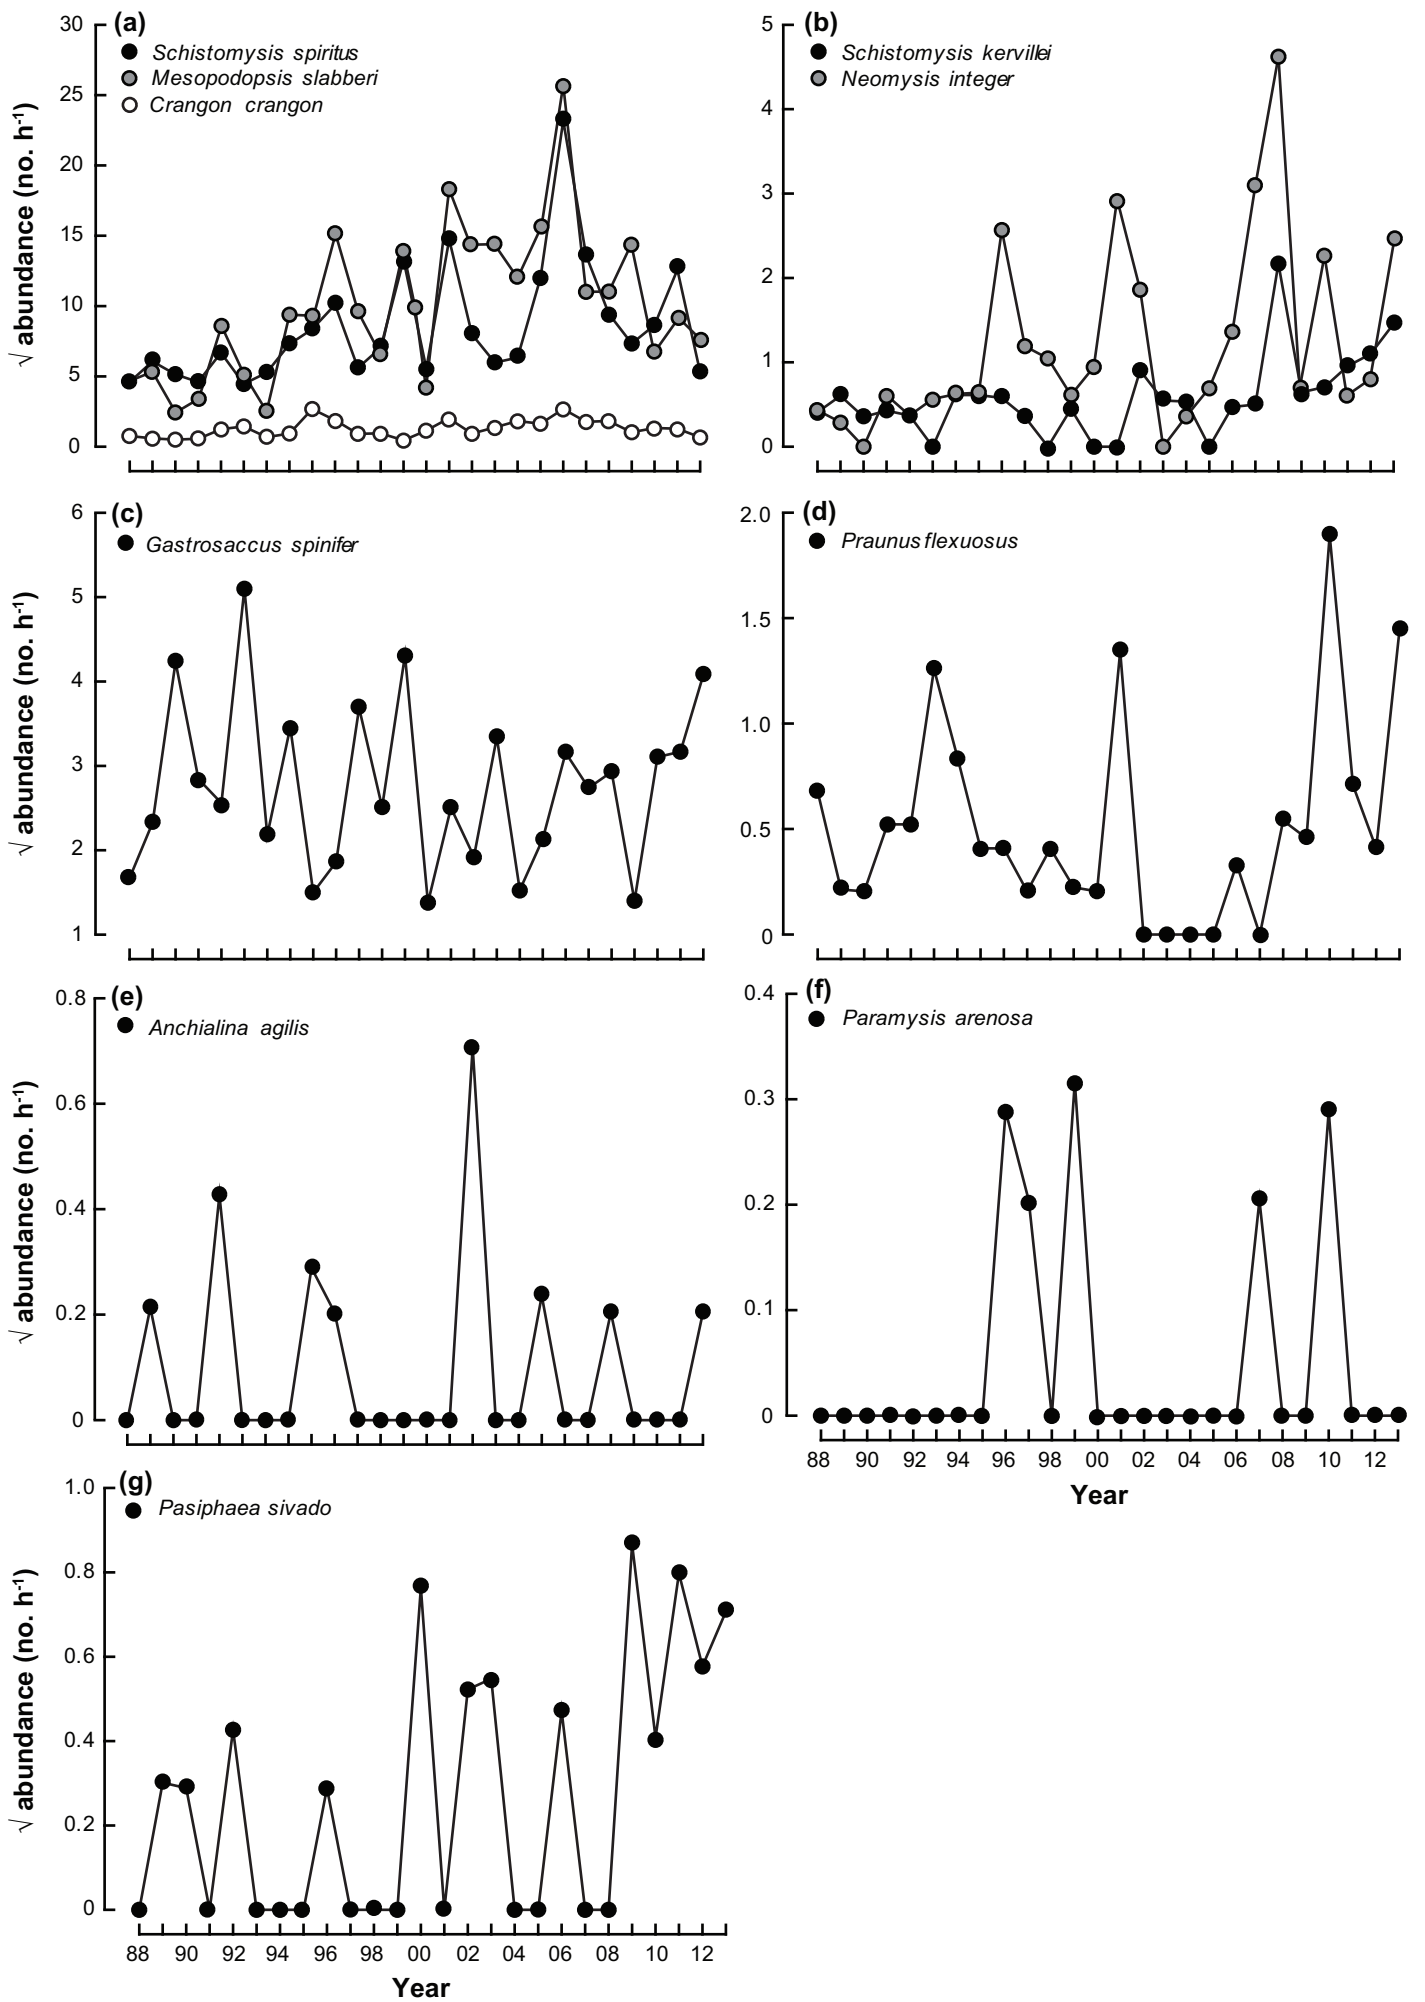 (a)
Schistomysis spiritus
Mesopodopsis slabberi
Crangon crangon
√ abundance (no. h-1)
30
25
20
15
10
5
0
(b)
Schistomysis kervillei
Neomysis integer
5
4
3
2
1
0
(c)
Gastrosaccus spinifer
√ abundance (no. h-1)
6
5
4
3
2
1
(d)
Praunus flexuosus
2.0
1.5
1.0
0.5
0
(e)
Anchialina agilis
√ abundance (no. h-1)
0.8
0.6
0.4
0.2
0
(f)
Paramysis arenosa
0.4
0.3
0.2
0.1
0
88 90 92 94 96 98 00 02 04 06 08 10 12
Year
(g)
Pasiphaea sivado
√ abundance (no. h-1)
1.0
0.8
0.6
0.4
0.2
0
88 90 92 94 96 98 00 02 04 06 08 10 12
Year